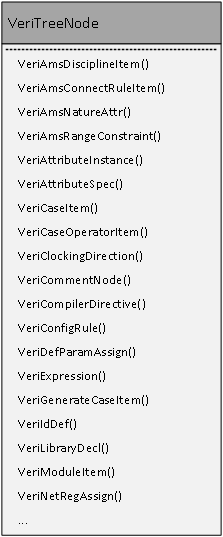 VeriTreeNode
VeriAmsDisciplineItem()
VeriAmsConnectRuleItem()
VeriAmsNatureAttr()
VeriAmsRangeConstraint()
VeriAttributeInstance()
VeriAttributeSpec()
VeriCaseItem()
VeriCaseOperatorItem()
VeriClockingDirection()
VeriCommentNode()
VeriCompilerDirective()
VeriConfigRule()
VeriDefParamAssign()
VeriExpression()
VeriGenerateCaseItem()
VeriIdDef()
VeriLibraryDecl()
VeriModuleItem()
VeriNetRegAssign()
...